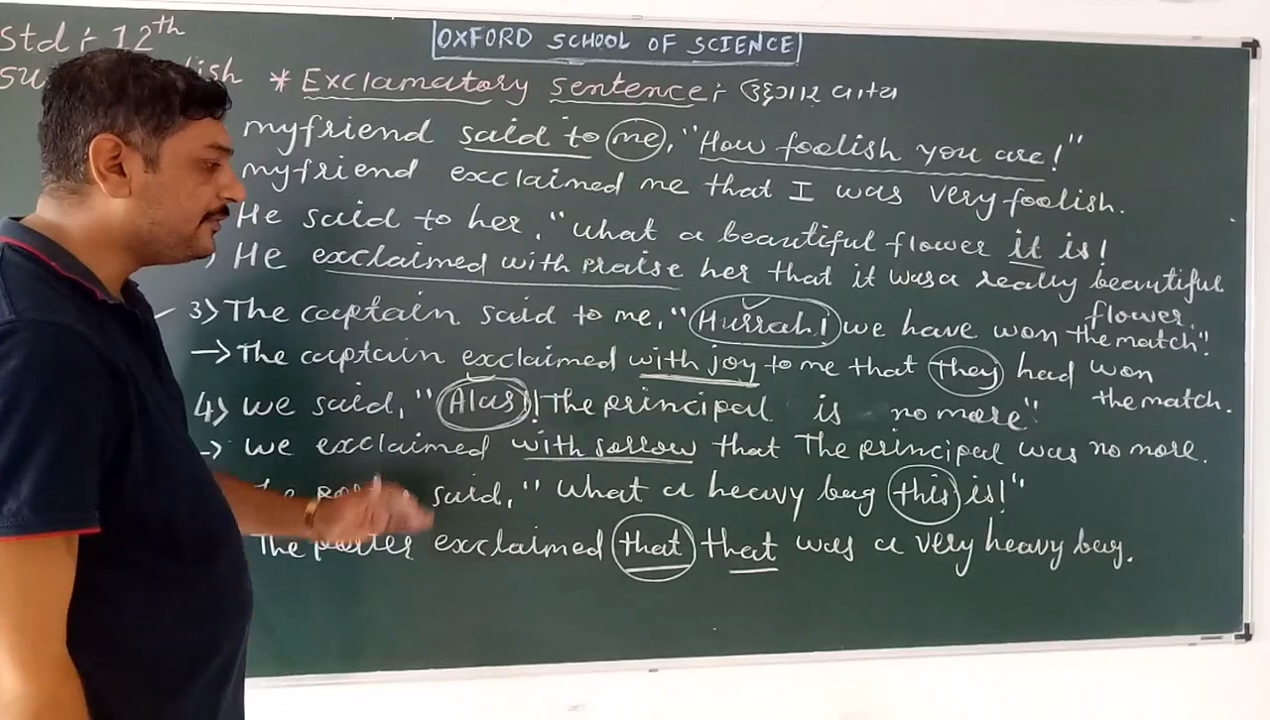 Std :- 12th
OXFORD SCHOOL OF SCIENCE
lish
* Exclamatory sentence :- ઉદ્દગાર વાક્ય
myfriend said to me, "How foolish you are!"
myfriend excclaimed me that I was very foolish.
He said to her, "what a beautiful flower it is!
He exclaimed with praise her that it was a really beautiful
flower.
3) The captain said to me, "Hurrah! we have won the match".
→ The captain exclaimed with joy to me that they had won
the match.
4) we said, "Alas! The principal is no more"
→ we exclaimed with sorrow that The principal was no more.
said, "what a heavy bag this is!"
The porter exclaimed that that was a very heavy bag.